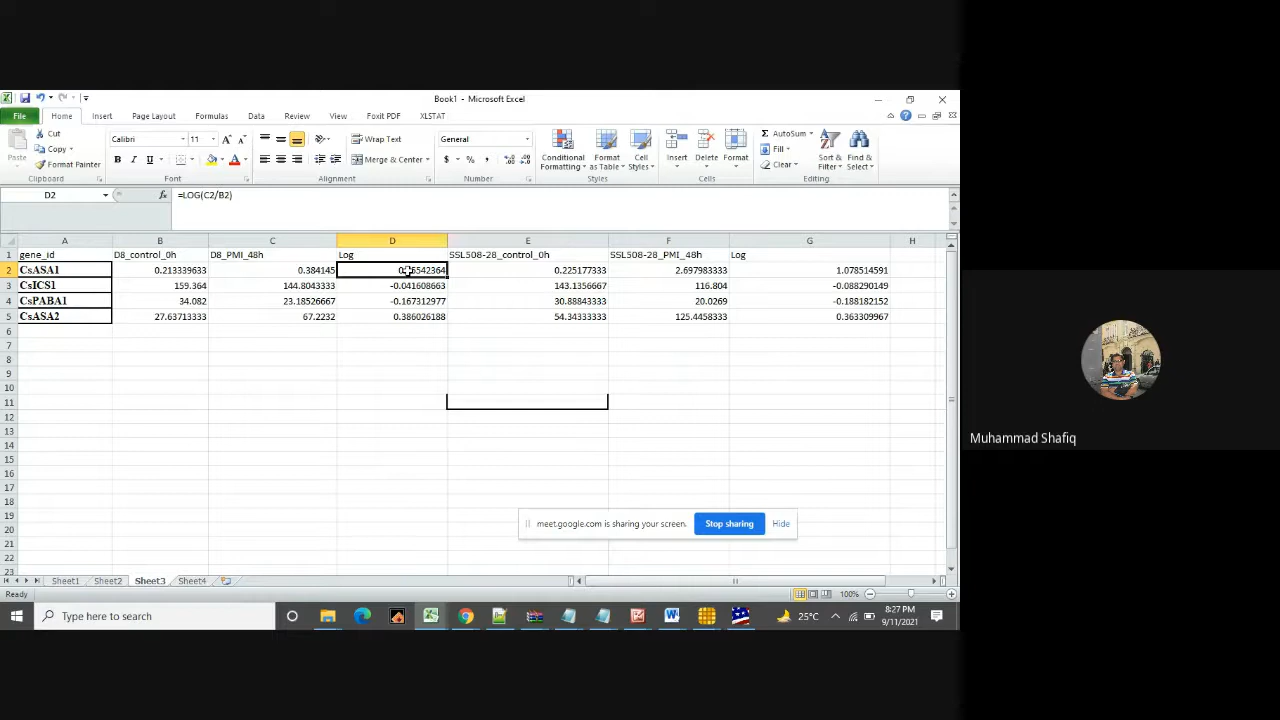 Book1 - Microsoft Excel
File Home Insert Page Layout Formulas Data Review View Foxit PDF XLSTAT
Paste
Cut
Copy
Format Painter
Clipboard
Calibri 11
Font
Wrap Text
Merge & Center
Alignment
General
Number
Conditional Formatting
Format as Table
Cell Styles
Styles
Insert Delete Format
Cells
AutoSum
Fill
Clear
Sort & Filter
Find & Select
Editing
D2 fx =LOG(C2/B2)
A B C D E F G H
1 gene_id D8_control_0h D8_PMI_48h Log SSL508-28_control_0h SSL508-28_PMI_48h Log
2 CsASA1 0.213339633 0.384145 0.225177333 2.697983333 1.078514591
3 CsICS1 159.364 144.8043333 -0.041608663 143.1356667 116.804 -0.088290149
4 CsPABA1 34.082 23.18526667 -0.167312977 30.88843333 20.0269 -0.188182152
5 CsASA2 27.63713333 67.2232 0.386026188 54.34333333 125.4458333 0.363309967
6
7
8
9
10
11
12
13
14
15
16
17
18
19
20
21
22
23
meet.google.com is sharing your screen. Stop sharing Hide
Sheet1 Sheet2 Sheet3 Sheet4
Ready 100%
Type here to search
25°C
8:27 PM
9/11/2021
Muhammad Shafiq